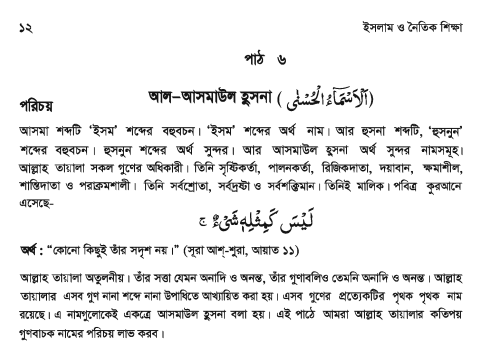 ১২ ইসলাম ও নৈতিক শিক্ষা
পাঠ ৬
আল–আসমাউল হুসনা (اَلْاَسْمَاءُ الْحُسْنٰى)
পরিচয়
আসমা শব্দটি ‘ইসম’ শব্দের বহুবচন। ‘ইসম’ শব্দের অর্থ নাম। আর হুসনা শব্দটি, ‘হুসনুন’
শব্দের বহুবচন। হুসনুন শব্দের অর্থ সুন্দর। আর আসমাউল হুসনা অর্থ সুন্দর নামসমূহ।
আল্লাহ তায়ালা সকল গুণের অধিকারী। তিনি সৃষ্টিকর্তা, পালনকর্তা, রিজিকদাতা, দয়াবান, ক্ষমাশীল,
শান্তিদাতা ও পরাক্রমশালী। তিনি সর্বশ্রোতা, সর্বদ্রষ্টা ও সর্বশক্তিমান। তিনিই মালিক। পবিত্র কুরআনে
এসেছে-
لَيْسَ كَمِثْلِهٖ شَىْءٌ ج
অর্থ : “কোনো কিছুই তাঁর সদৃশ নয়।” (সূরা আশ্-শুরা, আয়াত ১১)
আল্লাহ তায়ালা অতুলনীয়। তাঁর সত্তা যেমন অনাদি ও অনন্ত, তাঁর গুণাবলিও তেমনি অনাদি ও অনন্ত। আল্লাহ
তায়ালার এসব গুণ নানা শব্দে নানা উপাধিতে আখ্যায়িত করা হয়। এসব গুণের প্রত্যেকটির পৃথক পৃথক নাম
রয়েছে। এ নামগুলোকেই একত্রে আসমাউল হুসনা বলা হয়। এই পাঠে আমরা আল্লাহ তায়ালার কতিপয়
গুণবাচক নামের পরিচয় লাভ করব।